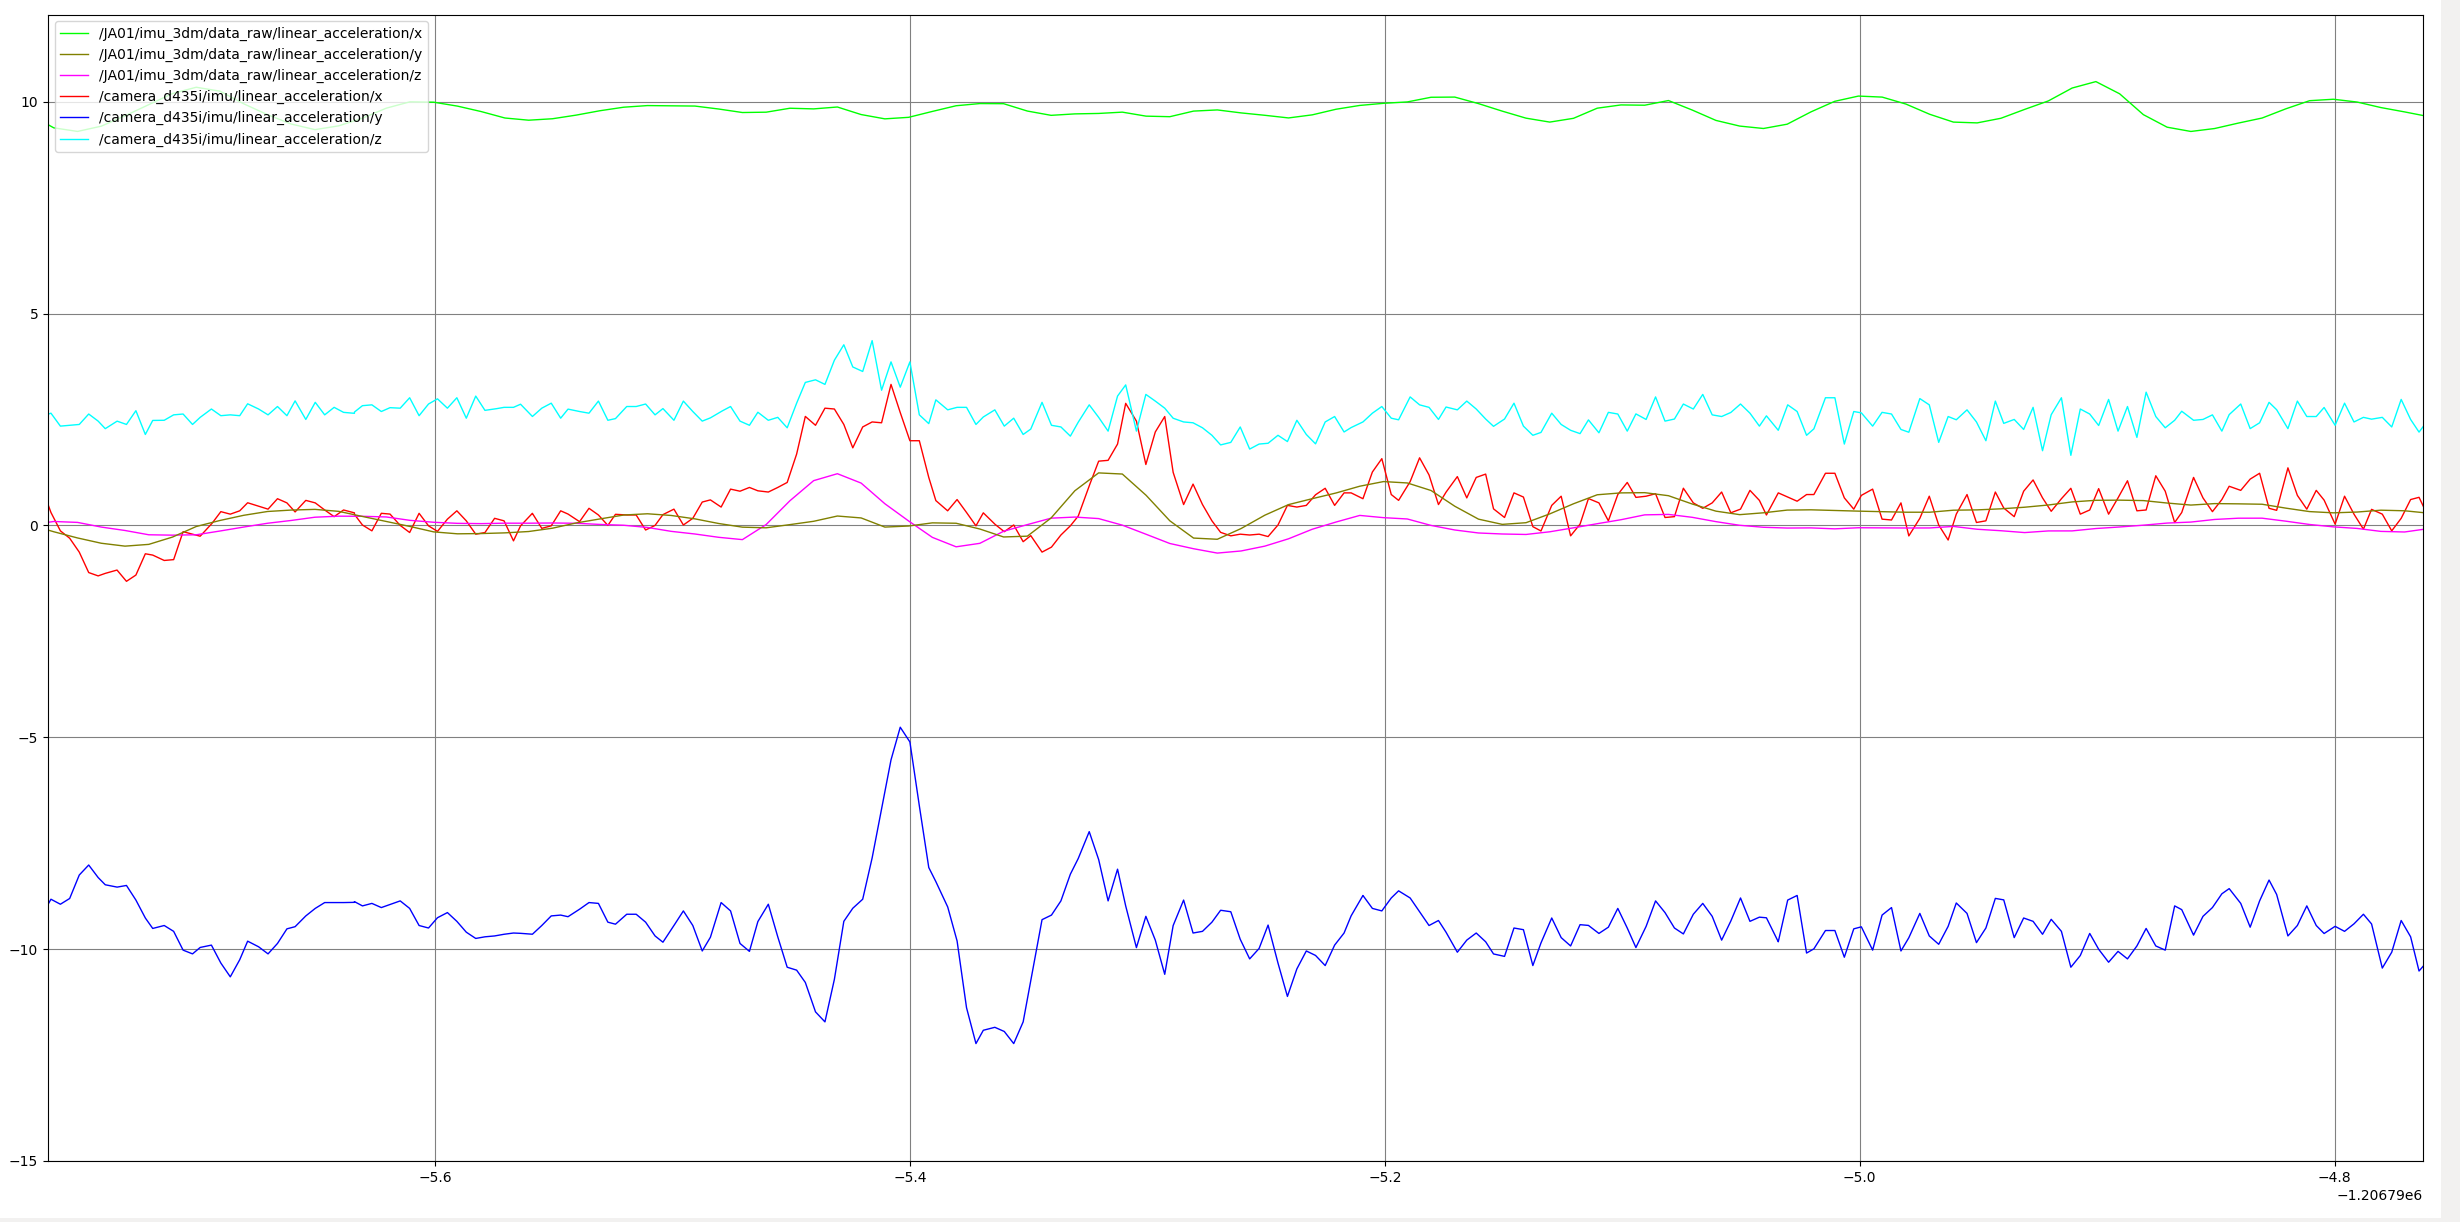 /JA01/imu_3dm/data_raw/linear_acceleration/x
/JA01/imu_3dm/data_raw/linear_acceleration/y
/JA01/imu_3dm/data_raw/linear_acceleration/z
/camera_d435i/imu/linear_acceleration/x
/camera_d435i/imu/linear_acceleration/y
/camera_d435i/imu/linear_acceleration/z
10
5
0
−5
−10
−15
−5.6 −5.4 −5.2 −5.0 −4.8
−1.20679e6